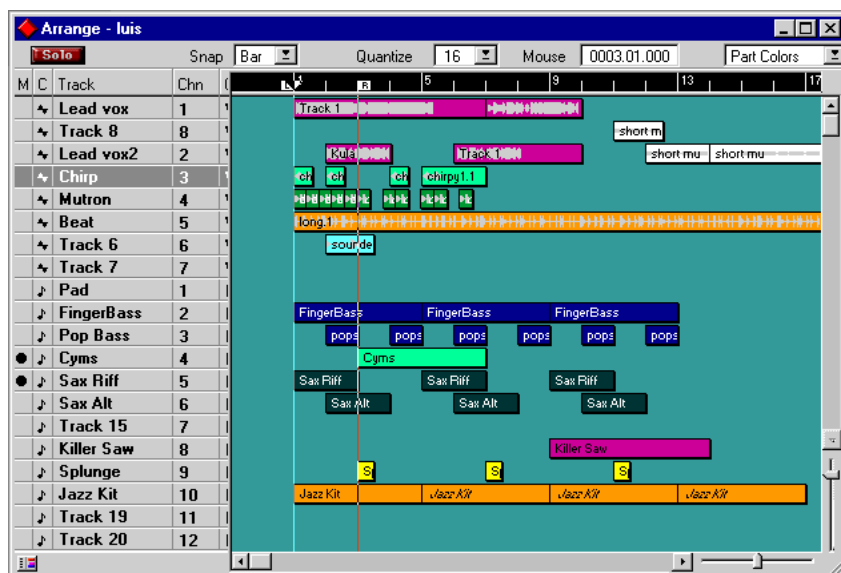 Arrange - luis
Solo Snap Bar Quantize 16 Mouse 0003.01.000 Part Colors
M C Track Chn L R 1 5 9 13 17
Lead vox 1 Track 1
Track 8 8 short m
Lead vox2 2 Kula Track 1 short mu short mu
Chirp 3 ch ch ch chirpy1.1
Mutron 4
Beat 5 long.1
Track 6 6 sounde
Track 7 7
Pad 1
FingerBass 2 FingerBass FingerBass FingerBass
Pop Bass 3 pops pops pops pops pops pops
Cyms 4 Cyms
Sax Riff 5 Sax Riff Sax Riff Sax Riff
Sax Alt 6 Sax Alt Sax Alt Sax Alt
Track 15 7
Killer Saw 8 Killer Saw
Splunge 9
Jazz Kit 10 Jazz Kit Jazz Kit Jazz Kit Jazz Kit
Track 19 11
Track 20 12